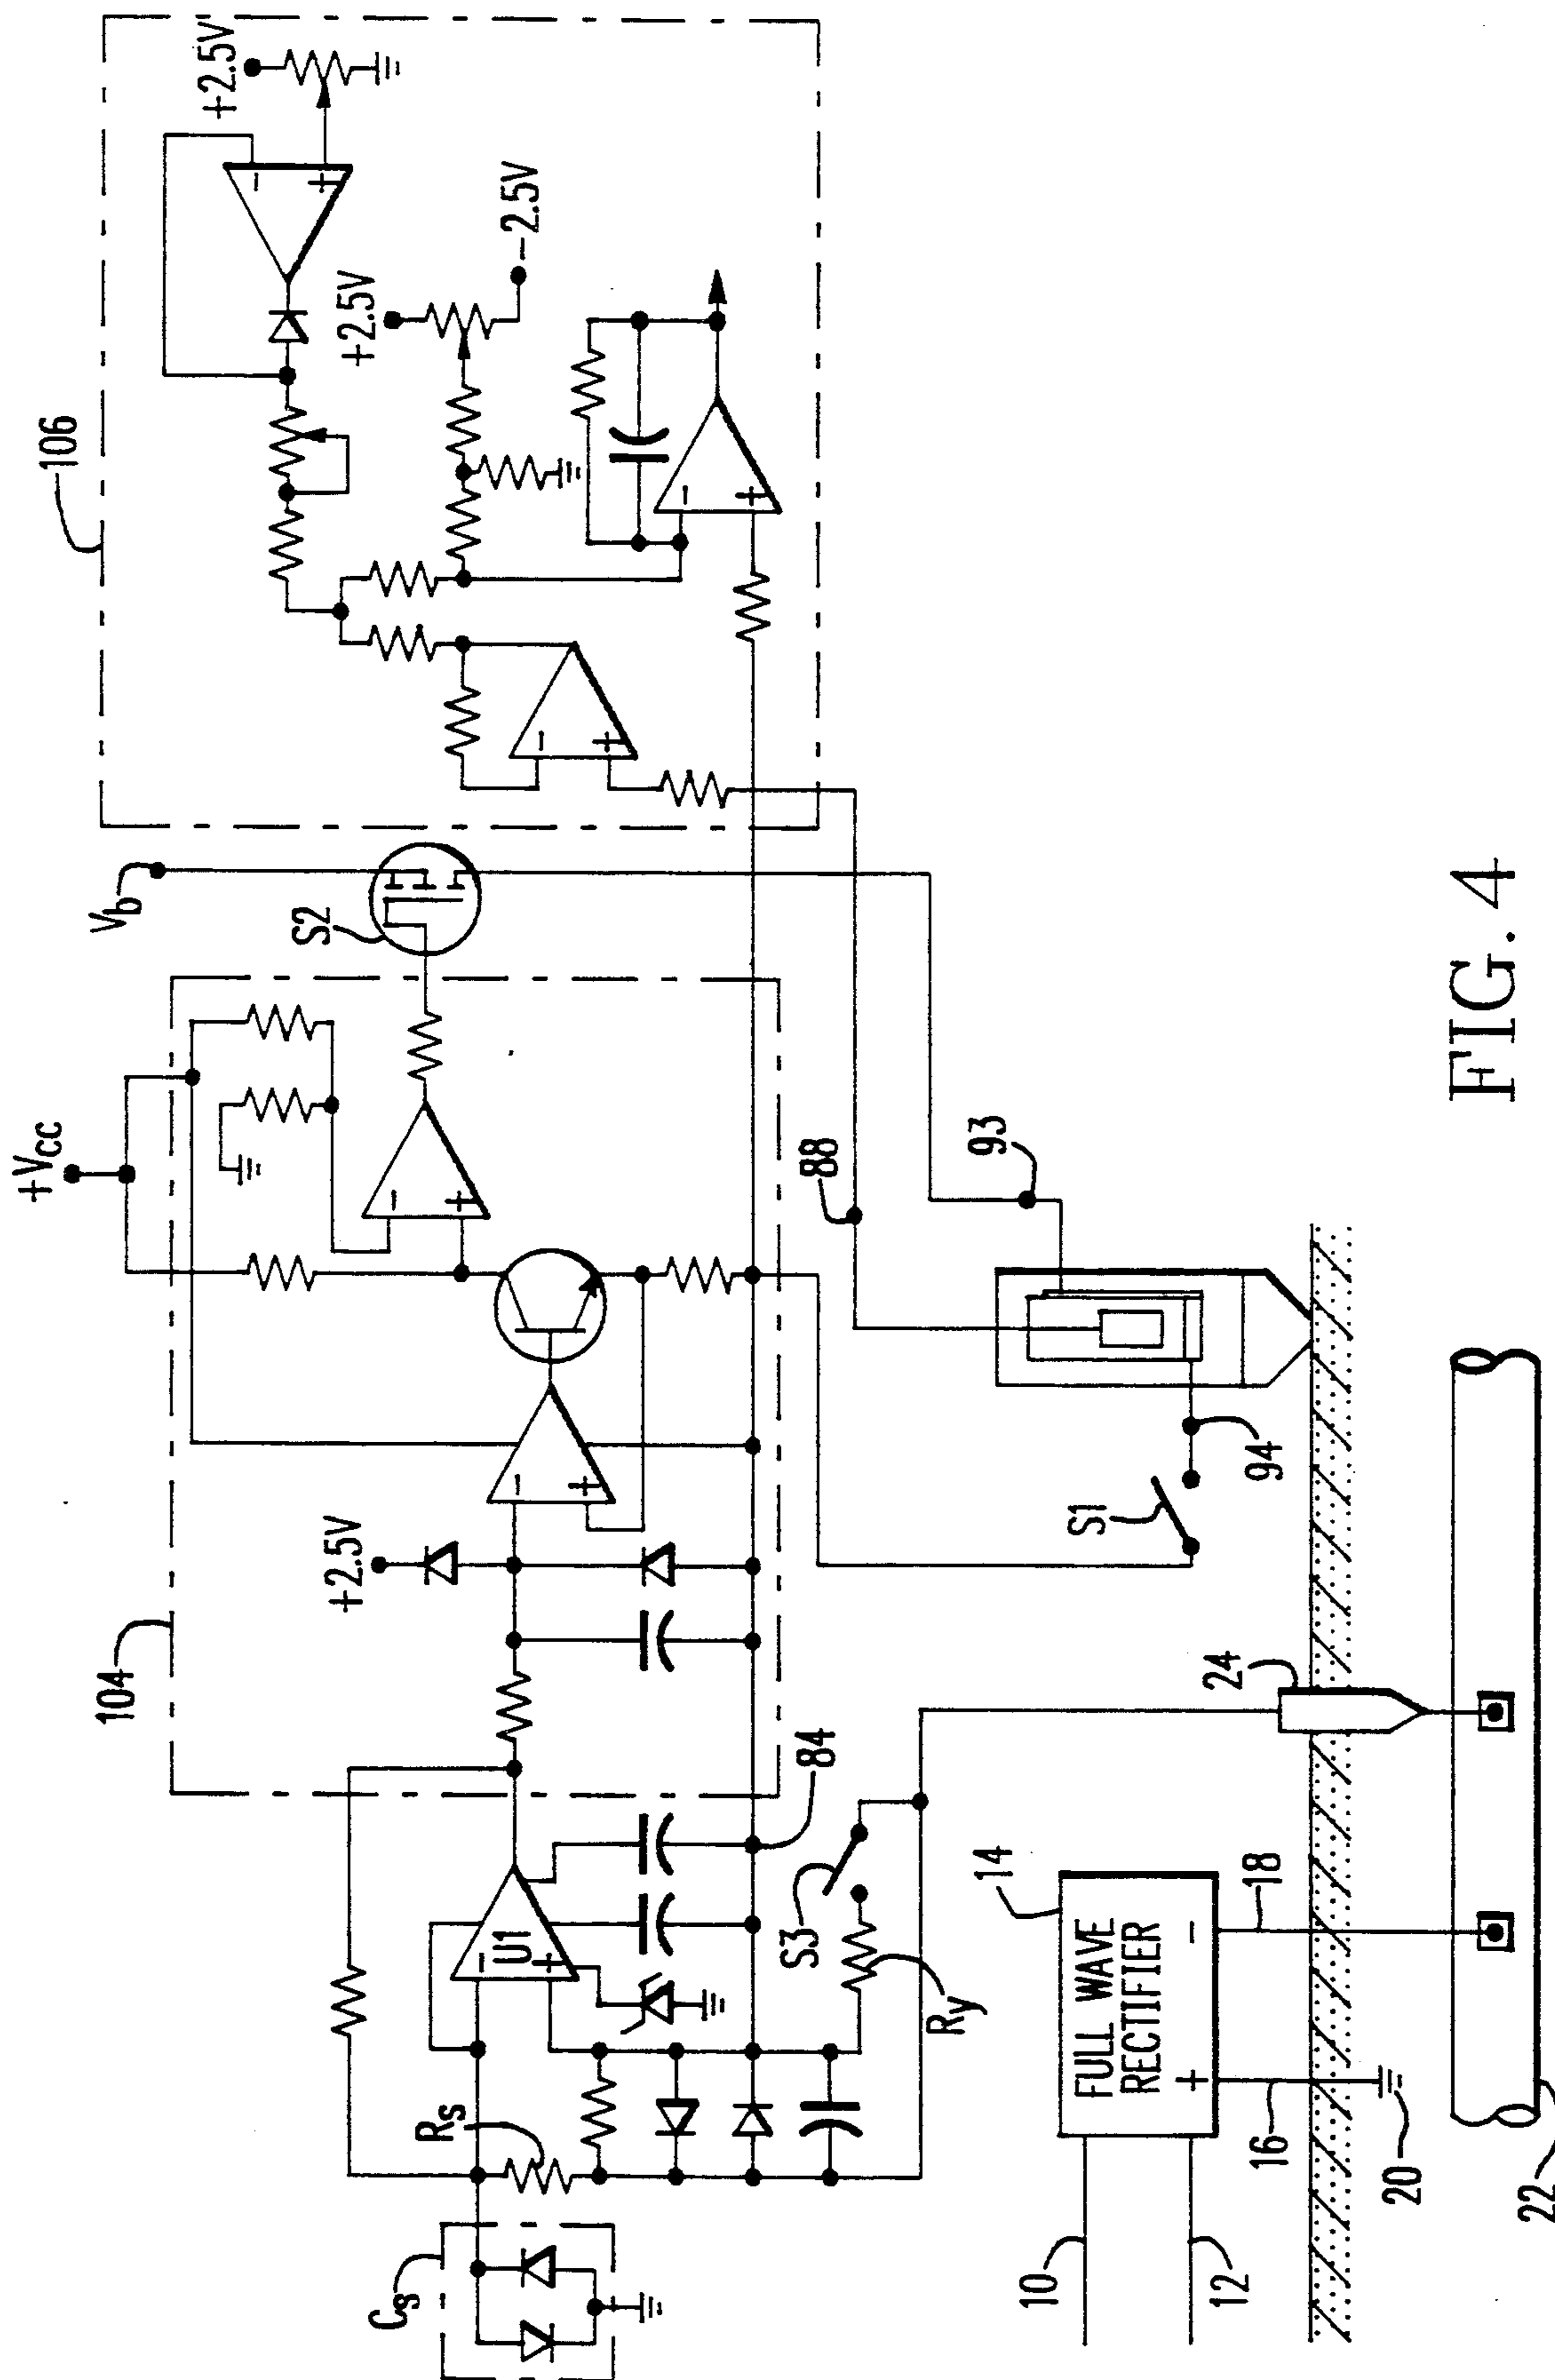 106
+2.5V
+2.5V
-2.5V
-
+
-
+
-
+
Vb
S2
+Vcc
104
+2.5V
-
+
-
+
88
93
94
S1
84
U1
-
+
Rs
Cs
S3
Ry
24
14
FULL WAVE
RECTIFIER
+
-
10
12
16
18
20
22
FIG. 4